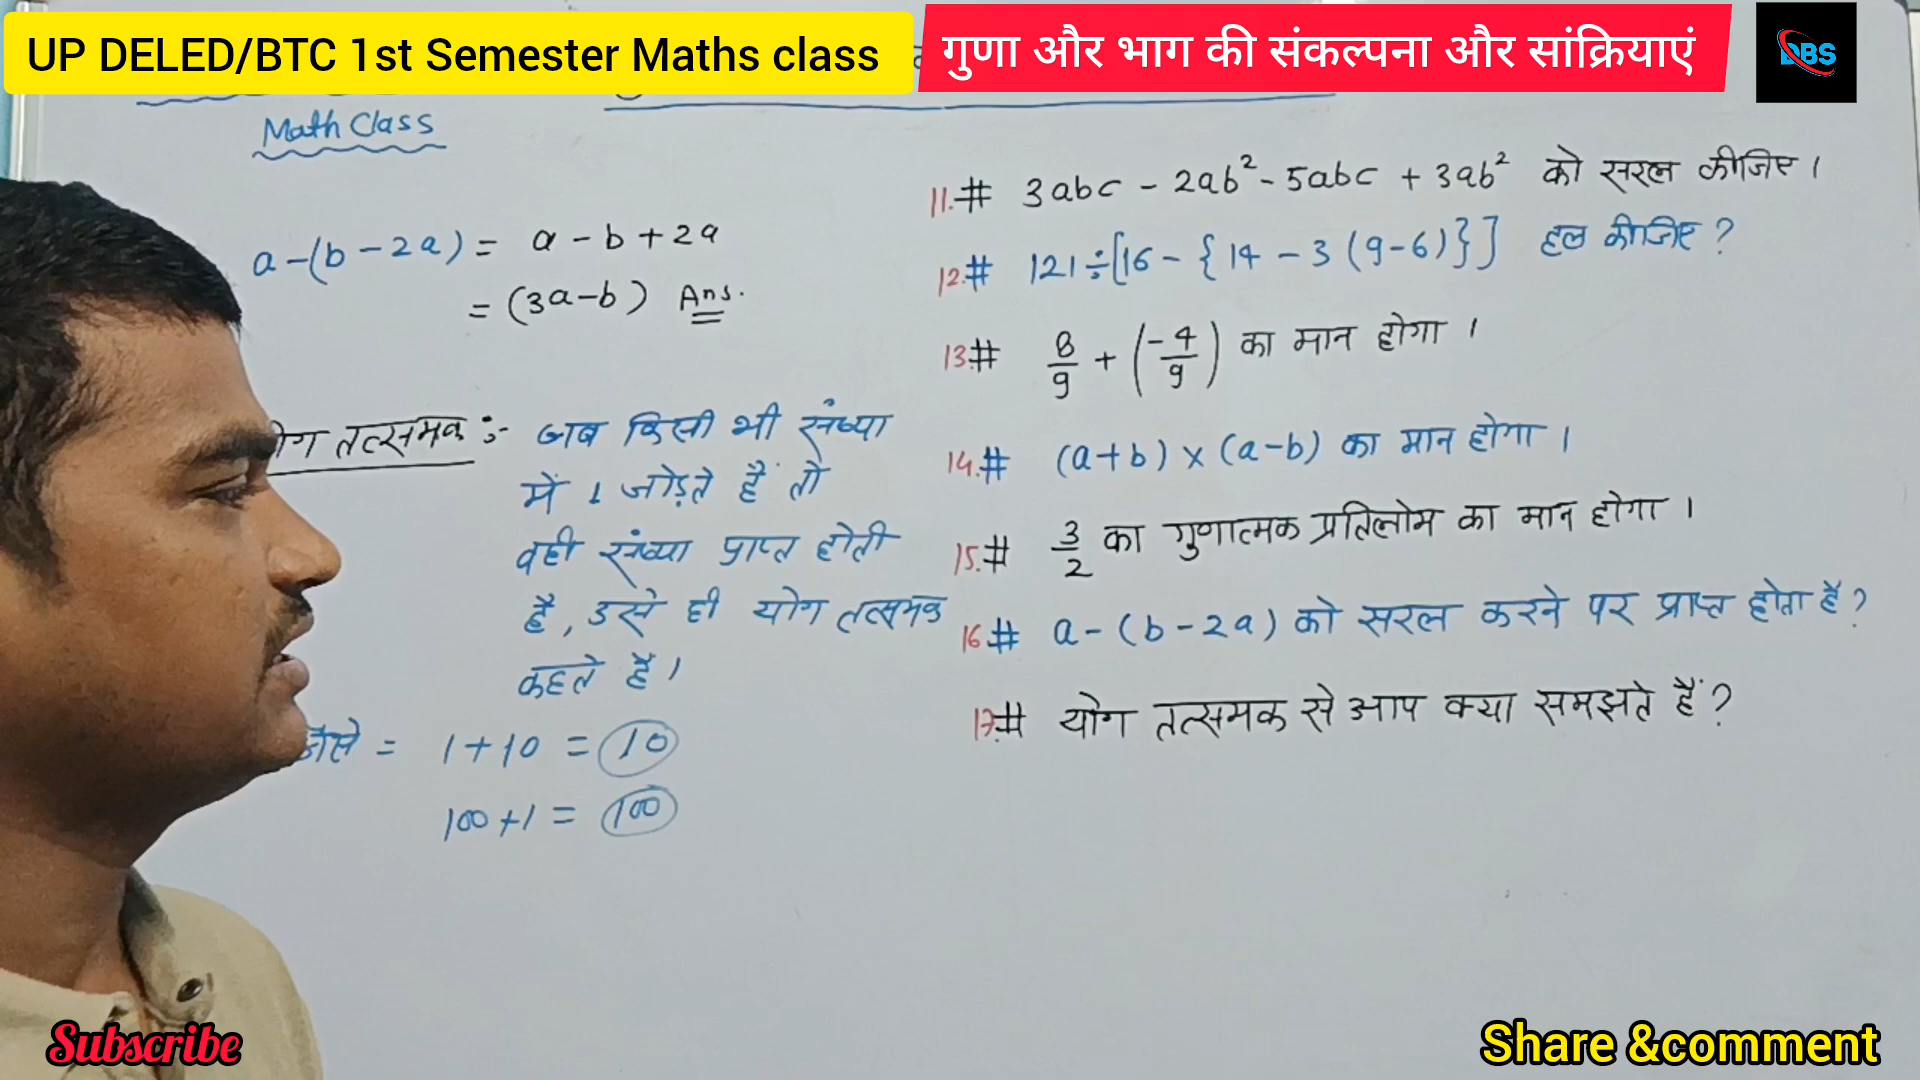 UP DELED/BTC 1st Semester Maths class
गुणा और भाग की संकल्पना और सांक्रियाएं
DBS
Math Class
a-(b-2a) = a-b+2a
= (3a-b) Ans.
तत्समक :- जब किसी भी संख्या
में 1 जोड़ते हैं तो
वही संख्या प्राप्त होती
है, उसे ही योग तत्समक
कहते हैं।
= 1+10 = 10
100+1 = 100
11.# 3abc - 2ab² - 5abc + 3ab² को सरल कीजिए।
12.# 121÷[16-{14-3(9-6)}] हल कीजिए?
13.# 8/9 + (-4/9) का मान होगा।
14.# (a+b)×(a-b) का मान होगा।
15.# 3/2 का गुणात्मक प्रतिलोम का मान होगा।
16.# a-(b-2a) को सरल करने पर प्राप्त होता है?
17.# योग तत्समक से आप क्या समझते हैं?
Subscribe
Share &comment